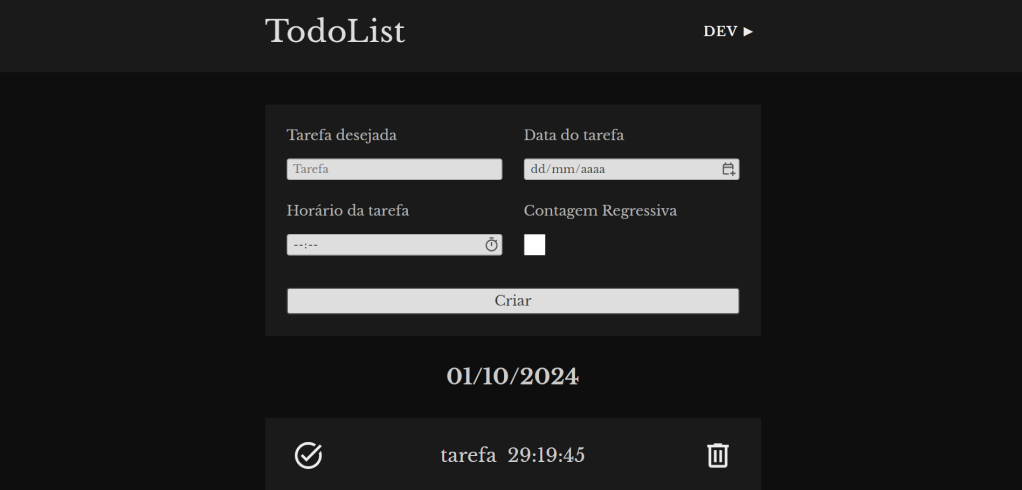 TodoList
DEV ►
Tarefa desejada
Data do tarefa
Tarefa
dd/mm/aaaa
Horário da tarefa
Contagem Regressiva
--:--
Criar
01/10/2024
tarefa 29:19:45